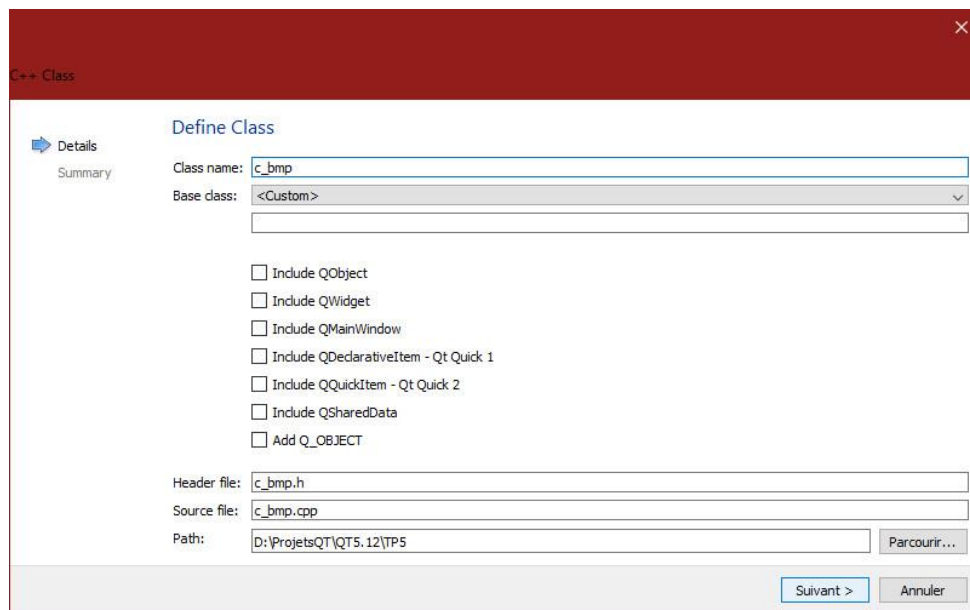 C++ Class
Details
Summary
Define Class
Class name: c_bmp
Base class: <Custom>
Include QObject
Include QWidget
Include QMainWindow
Include QDeclarativeItem - Qt Quick 1
Include QQuickItem - Qt Quick 2
Include QSharedData
Add Q_OBJECT
Header file: c_bmp.h
Source file: c_bmp.cpp
Path: D:\ProjetsQT\QT5.12\TP5 Parcourir...
Suivant > Annuler